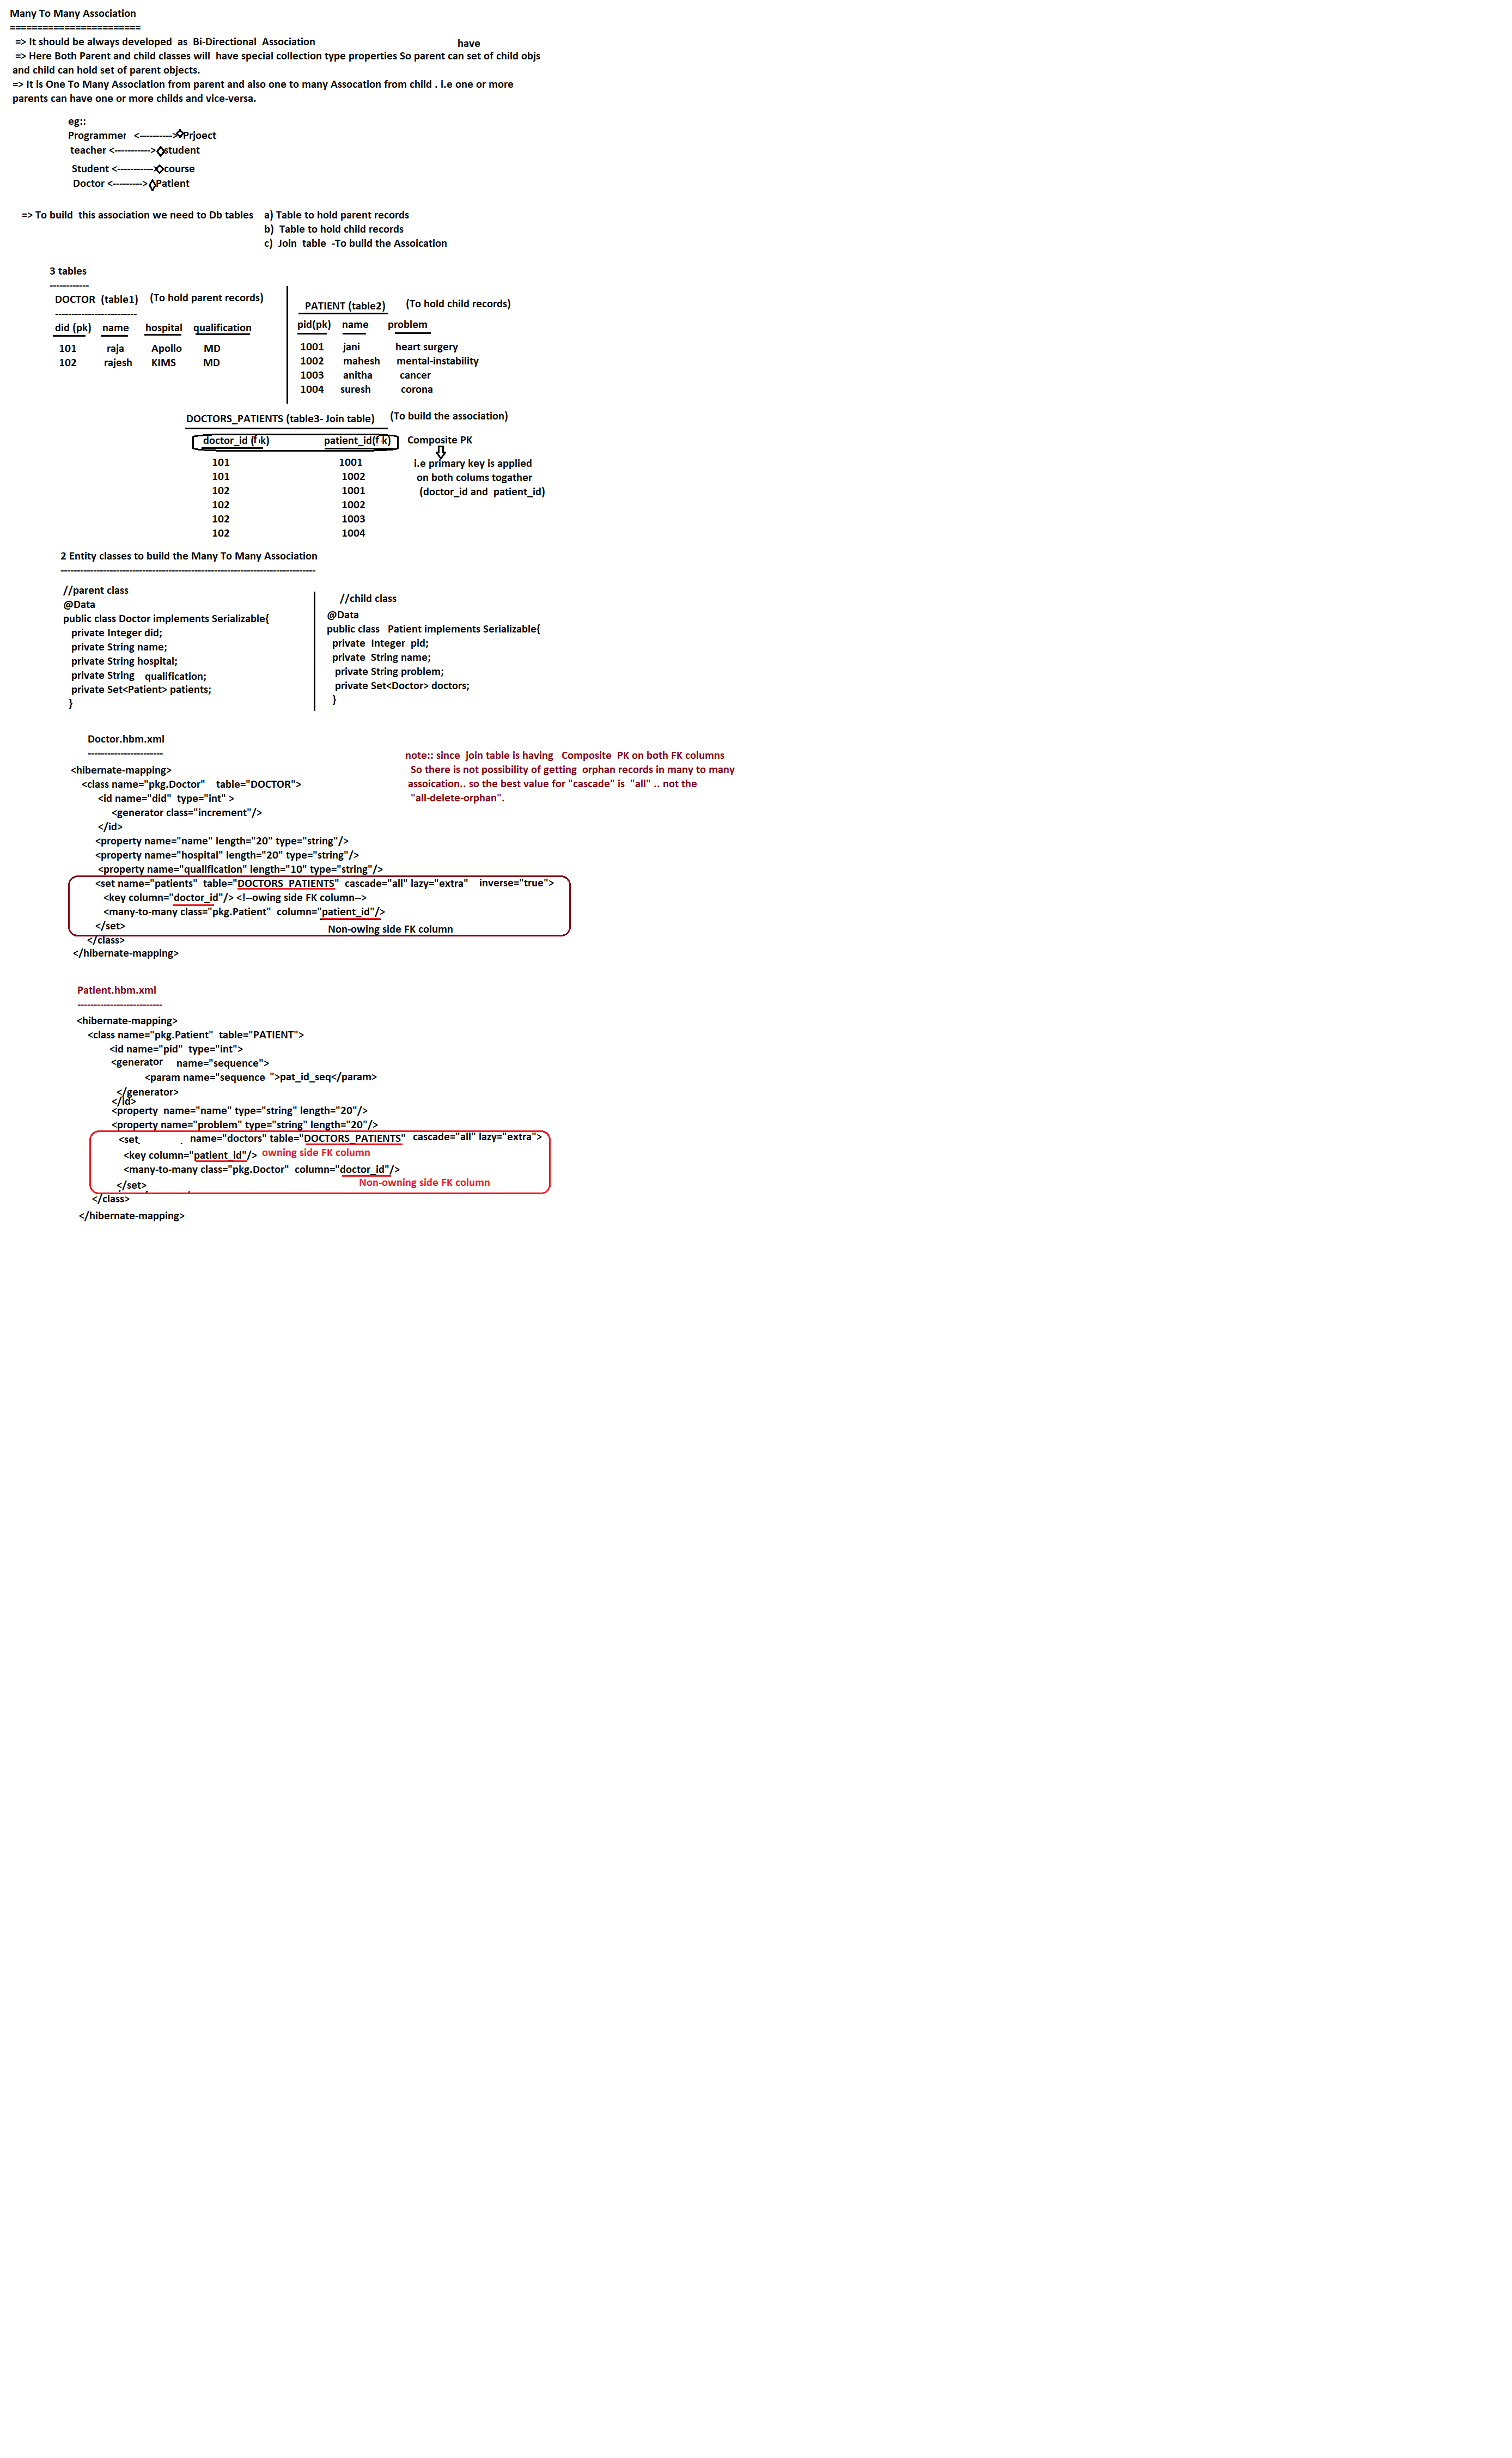 Many To Many Association
========================
=> It should be always developed  as  Bi-Directional  Association
have
=> Here Both Parent and child classes will  have special collection type properties So parent can set of child objs
and child can hold set of parent objects.
=> It is One To Many Association from parent and also one to many Assocation from child . i.e one or more
parents can have one or more childs and vice-versa.
eg::
Programmer  <---------->Prjoect
teacher <----------->student
Student <----------->course
Doctor <--------->Patient
=> To build  this association we need to Db tables    a) Table to hold parent records
b)  Table to hold child records
c)  Join  table  -To build the Assoication
3 tables
------------
DOCTOR  (table1)    (To hold parent records)
-------------------------
did (pk)    name    hospital    qualification
101    raja    Apollo    MD
102    rajesh    KIMS    MD
PATIENT (table2)    (To hold child records)
pid(pk)    name    problem
1001    jani    heart surgery
1002    mahesh    mental-instability
1003    anitha    cancer
1004    suresh    corona
DOCTORS_PATIENTS (table3- Join table)    (To build the association)
doctor_id (fk)    patient_id(fk)    Composite PK
101    1001    i.e primary key is applied
101    1002    on both colums togather
102    1001    (doctor_id and  patient_id)
102    1002
102    1003
102    1004
2 Entity classes to build the Many To Many Association
------------------------------------------------------------------------------
//parent class
@Data
public class Doctor implements Serializable{
private Integer did;
private String name;
private String hospital;
private String    qualification;
private Set<Patient> patients;
}
//child class
@Data
public class   Patient implements Serializable{
private  Integer  pid;
private  String name;
private String problem;
private Set<Doctor> doctors;
}
Doctor.hbm.xml
-----------------------
note:: since  join table is having   Composite  PK on both FK columns
So there is not possibility of getting  orphan records in many to many
assoication.. so the best value for "cascade" is  "all" .. not the
"all-delete-orphan".
<hibernate-mapping>
<class name="pkg.Doctor"    table="DOCTOR">
<id name="did"  type="int" >
<generator class="increment"/>
</id>
<property name="name" length="20" type="string"/>
<property name="hospital" length="20" type="string"/>
<property name="qualification" length="10" type="string"/>
<set name="patients"  table="DOCTORS_PATIENTS"  cascade="all" lazy="extra"    inverse="true">
<key column="doctor_id"/> <!--owing side FK column-->
<many-to-many class="pkg.Patient"  column="patient_id"/>
</set>    Non-owing side FK column
</class>
</hibernate-mapping>
Patient.hbm.xml
--------------------------
<hibernate-mapping>
<class name="pkg.Patient"  table="PATIENT">
<id name="pid"  type="int">
<generator    name="sequence">
<param name="sequence ">pat_id_seq</param>
</generator>
</id>
<property  name="name" type="string" length="20"/>
<property name="problem" type="string" length="20"/>
<set    name="doctors" table="DOCTORS_PATIENTS"  cascade="all" lazy="extra">
<key column="patient_id"/>  owning side FK column
<many-to-many class="pkg.Doctor"  column="doctor_id"/>
</set>    Non-owning side FK column
</class>
</hibernate-mapping>